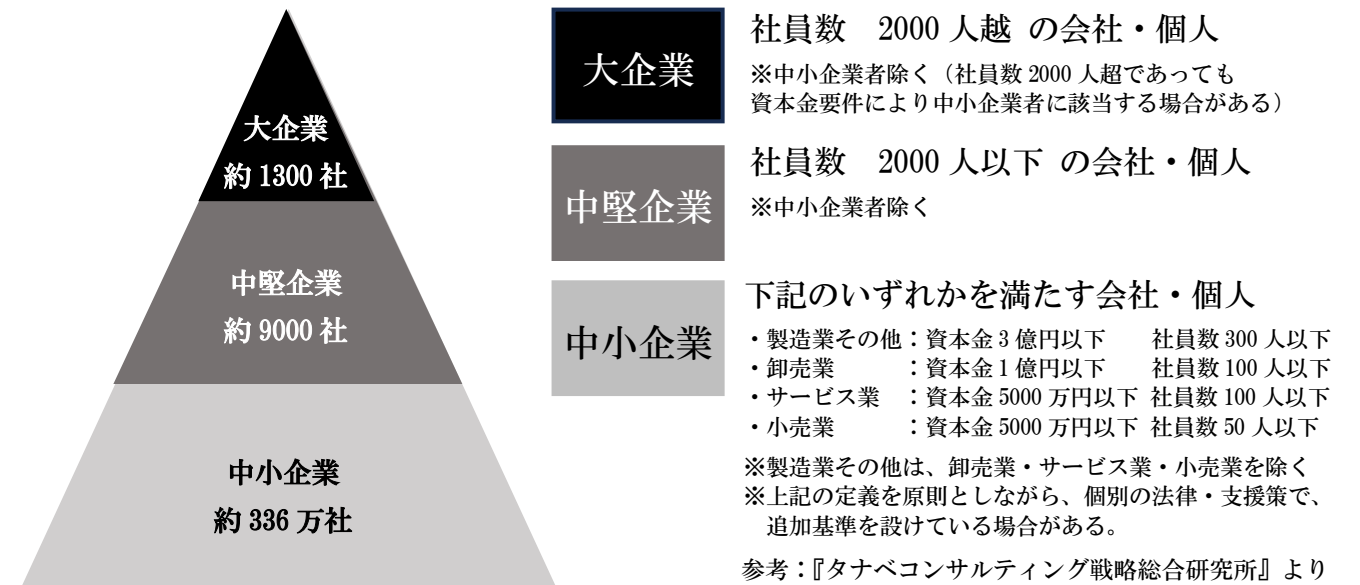 大企業
約 1300 社
中堅企業
約 9000 社
中小企業
約 336 万社
大企業
社員数　2000 人越 の会社・個人
※中小企業者除く（社員数 2000 人超であっても
資本金要件により中小企業者に該当する場合がある）
中堅企業
社員数　2000 人以下 の会社・個人
※中小企業者除く
中小企業
下記のいずれかを満たす会社・個人
・製造業その他：資本金 3 億円以下　　社員数 300 人以下
・卸売業　　　：資本金 1 億円以下　　社員数 100 人以下
・サービス業　：資本金 5000 万円以下 社員数 100 人以下
・小売業　　　：資本金 5000 万円以下 社員数 50 人以下
※製造業その他は、卸売業・サービス業・小売業を除く
※上記の定義を原則としながら、個別の法律・支援策で、
追加基準を設けている場合がある。
参考：『タナベコンサルティング戦略総合研究所』より